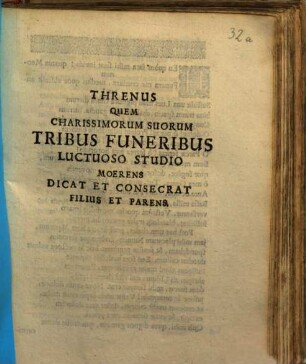 32a
THRENUS
QUEM
CHARISSIMORUM SUORUM
TRIBUS FUNERIBUS
LUCTUOSO STUDIO
MOERENS
DICAT ET CONSECRAT
FILIUS ET PARENS